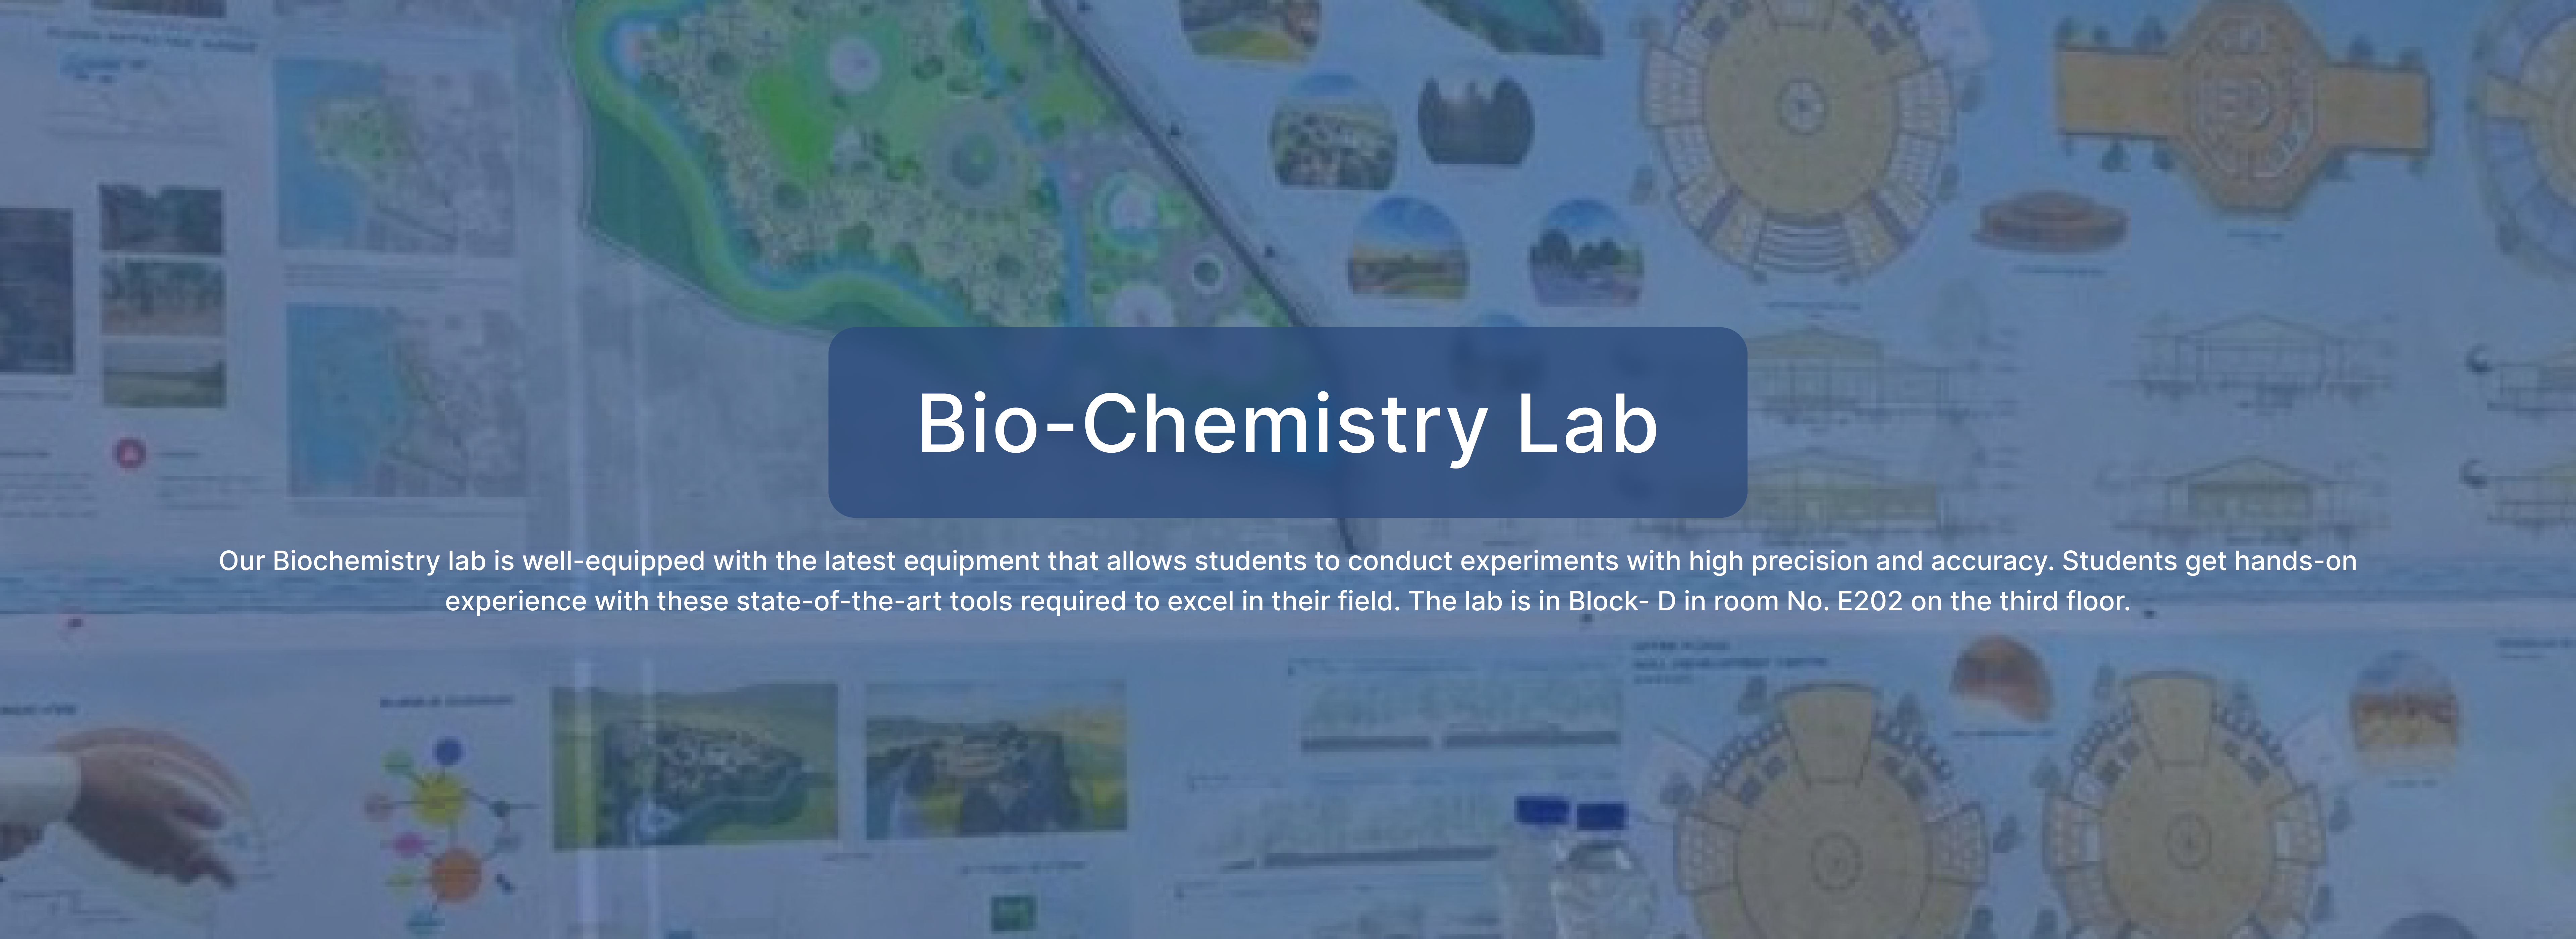 Bio-Chemistry Lab
Our Biochemistry lab is well-equipped with the latest equipment that allows students to conduct experiments with high precision and accuracy. Students get hands-on
experience with these state-of-the-art tools required to excel in their field. The lab is in Block- D in room No. E202 on the third floor.